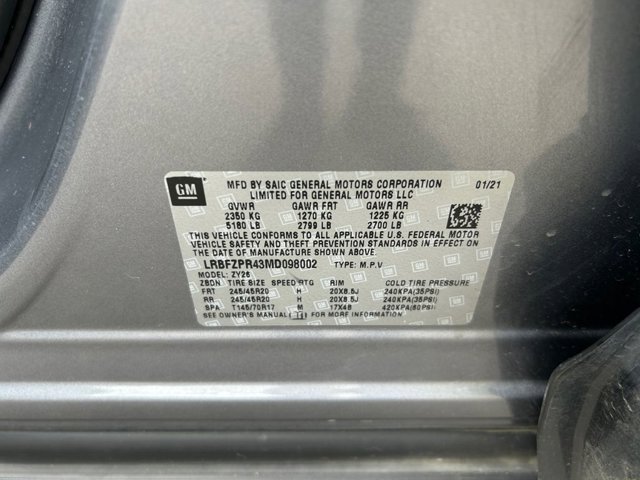 GM
MFD BY SAIC GENERAL MOTORS CORPORATION 01/21
LIMITED FOR GENERAL MOTORS LLC
GVWR GAWR FRT GAWR RR
2350 KG 1270 KG 1225 KG
5180 LB 2799 LB 2700 LB
THIS VEHICLE CONFORMS TO ALL APPLICABLE U.S. FEDERAL MOTOR
VEHICLE SAFETY AND THEFT PREVENTION STANDARDS IN EFFECT ON
THE DATE OF MANUFACTURE SHOWN ABOVE.
LRBFZPR43MD098002 TYPE: M.P.V
MODEL: ZY26
ZBDN TIRE SIZE SPEED RTG RIM COLD TIRE PRESSURE
FRT 245/45R20 H 20X8.5J 240KPA(35PSI)
RR 245/45R20 H 20X8.5J 240KPA(35PSI)
SPA T145/70R17 M 17X4B 420KPA(60PSI)
SEE OWNER'S MANUAL FOR MORE INFORMATION